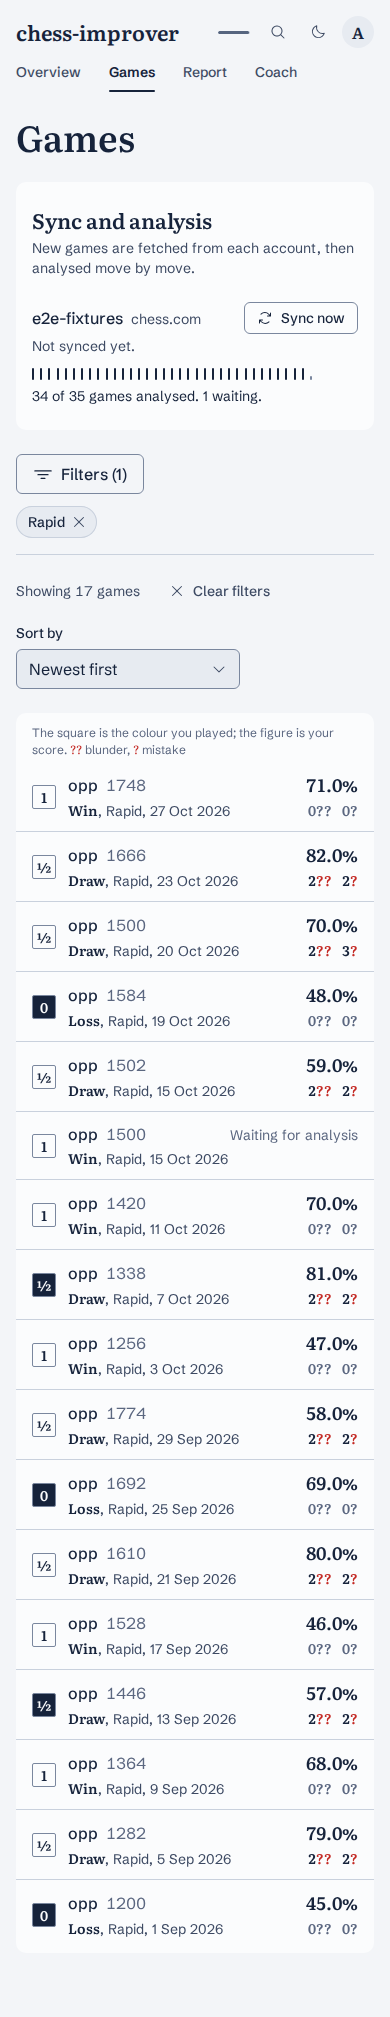 chess-improver
A
Overview Games Report Coach
Games
Sync and analysis
New games are fetched from each account, then
analysed move by move.
e2e-fixtures chess.com Sync now
Not synced yet.
34 of 35 games analysed. 1 waiting.
Filters (1)
Rapid
Showing 17 games Clear filters
Sort by
Newest first
The square is the colour you played; the figure is your
score. ?? blunder, ? mistake
1 opp 1748 71.0%
Win, Rapid, 27 Oct 2026 0?? 0?
½ opp 1666 82.0%
Draw, Rapid, 23 Oct 2026 2?? 2?
½ opp 1500 70.0%
Draw, Rapid, 20 Oct 2026 2?? 3?
0 opp 1584 48.0%
Loss, Rapid, 19 Oct 2026 0?? 0?
½ opp 1502 59.0%
Draw, Rapid, 15 Oct 2026 2?? 2?
1 opp 1500 Waiting for analysis
Win, Rapid, 15 Oct 2026
1 opp 1420 70.0%
Win, Rapid, 11 Oct 2026 0?? 0?
½ opp 1338 81.0%
Draw, Rapid, 7 Oct 2026 2?? 2?
1 opp 1256 47.0%
Win, Rapid, 3 Oct 2026 0?? 0?
½ opp 1774 58.0%
Draw, Rapid, 29 Sep 2026 2?? 2?
0 opp 1692 69.0%
Loss, Rapid, 25 Sep 2026 0?? 0?
½ opp 1610 80.0%
Draw, Rapid, 21 Sep 2026 2?? 2?
1 opp 1528 46.0%
Win, Rapid, 17 Sep 2026 0?? 0?
½ opp 1446 57.0%
Draw, Rapid, 13 Sep 2026 2?? 2?
1 opp 1364 68.0%
Win, Rapid, 9 Sep 2026 0?? 0?
½ opp 1282 79.0%
Draw, Rapid, 5 Sep 2026 2?? 2?
0 opp 1200 45.0%
Loss, Rapid, 1 Sep 2026 0?? 0?